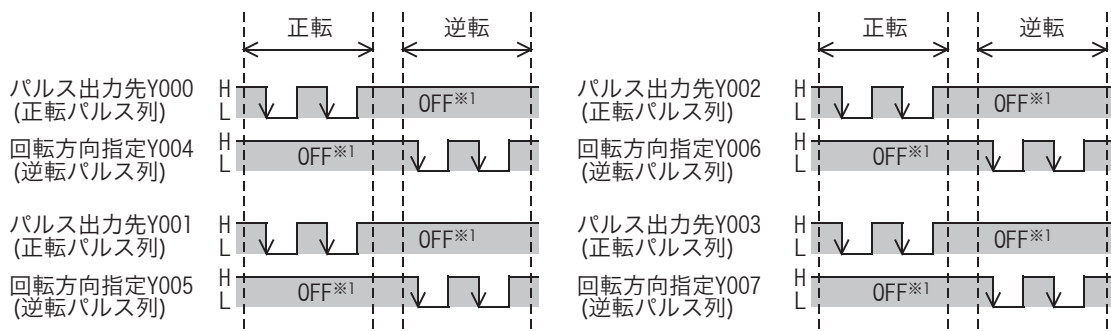 正転 逆転
パルス出力先Y000
(正転パルス列)
H
L
OFF※1
回転方向指定Y004
(逆転パルス列)
H
L
OFF※1
パルス出力先Y001
(正転パルス列)
H
L
OFF※1
回転方向指定Y005
(逆転パルス列)
H
L
OFF※1
正転 逆転
パルス出力先Y002
(正転パルス列)
H
L
OFF※1
回転方向指定Y006
(逆転パルス列)
H
L
OFF※1
パルス出力先Y003
(正転パルス列)
H
L
OFF※1
回転方向指定Y007
(逆転パルス列)
H
L
OFF※1